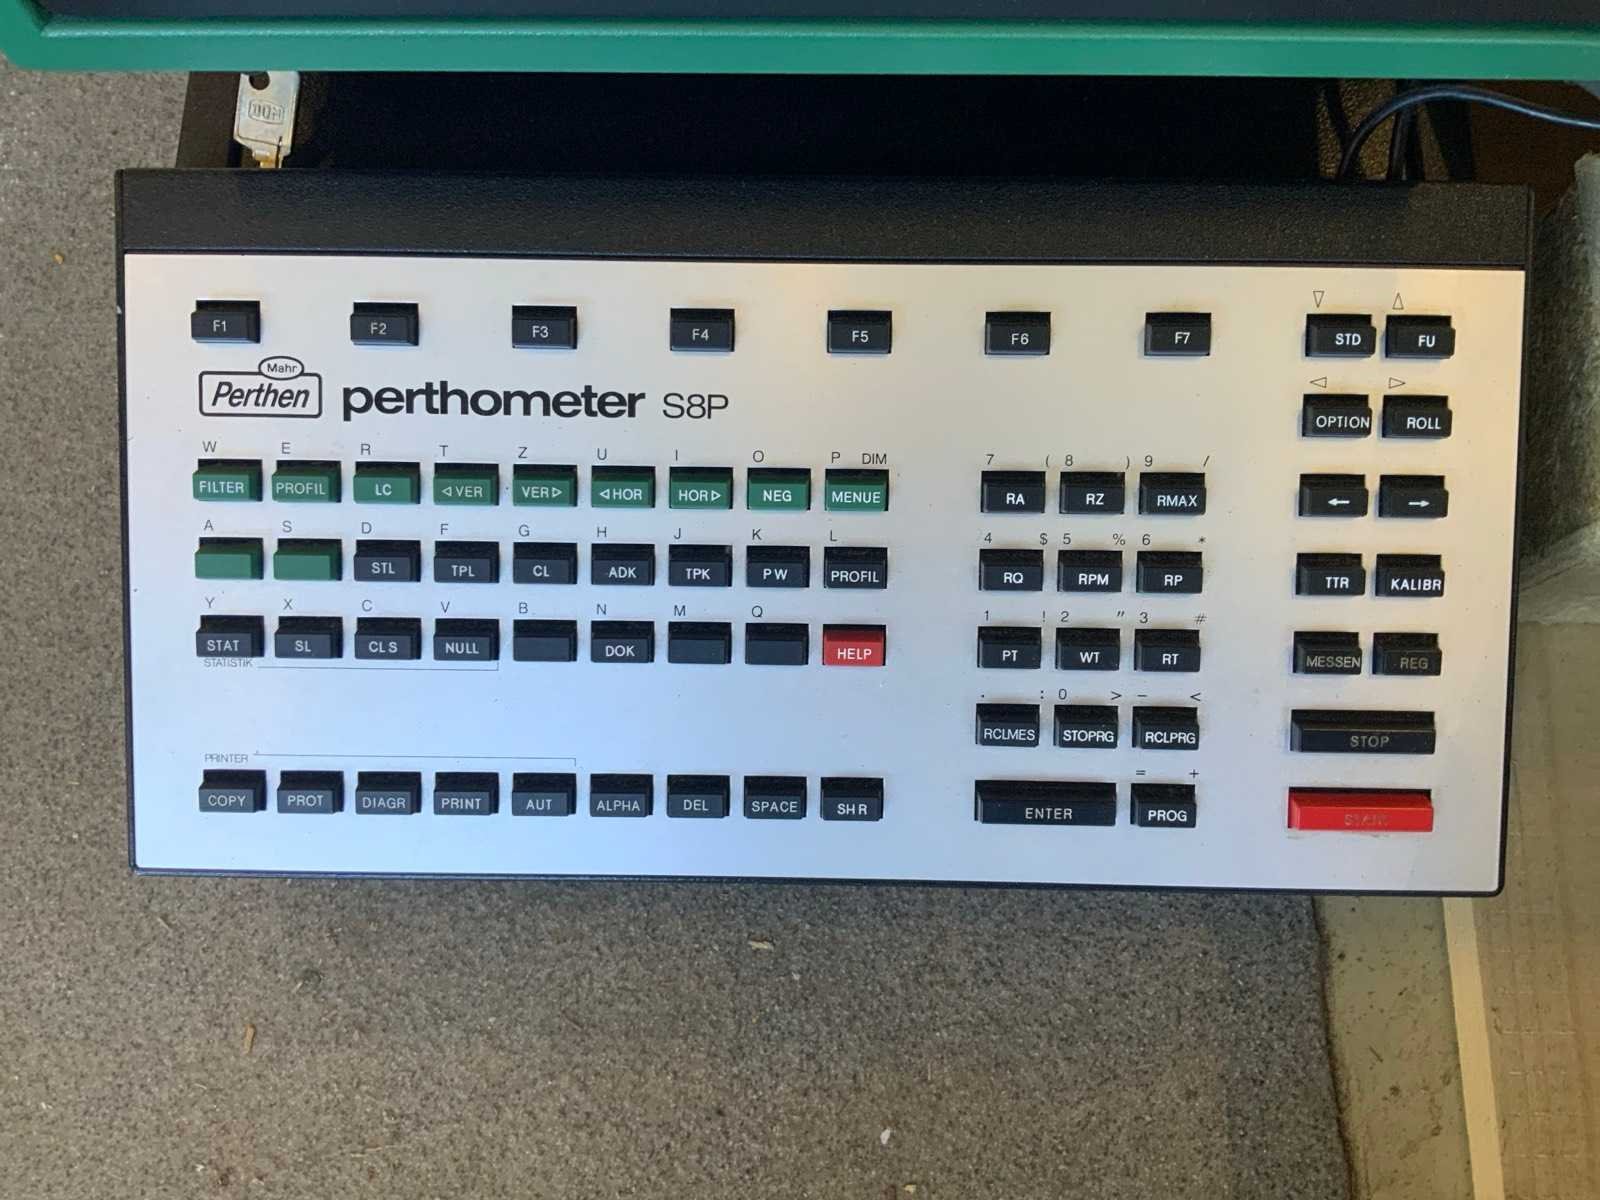 DOM
F1 F2 F3 F4 F5 F6 F7
▽ △
STD FU
Mahr
Perthen
perthometer S8P
◁ ▷
OPTION ROLL
W E R T Z U I O P DIM
FILTER PROFIL LC ◁VER VER▷ ◁HOR HOR▷ NEG MENUE
7 ( 8 ) 9 /
RA RZ RMAX
← →
A S D F G H J K L
STL TPL CL ADK TPK PW PROFIL
4 $ 5 % 6 *
RQ RPM RP
TTR KALIBR
Y X C V B N M Q
STAT SL CLS NULL DOK HELP
STATISTIK
1 ! 2 " 3 #
PT WT RT
MESSEN REG
. : 0 > - <
RCLMES STOPRG RCLPRG
STOP
PRINTER
COPY PROT DIAGR PRINT AUT ALPHA DEL SPACE SHR
= +
ENTER PROG
START